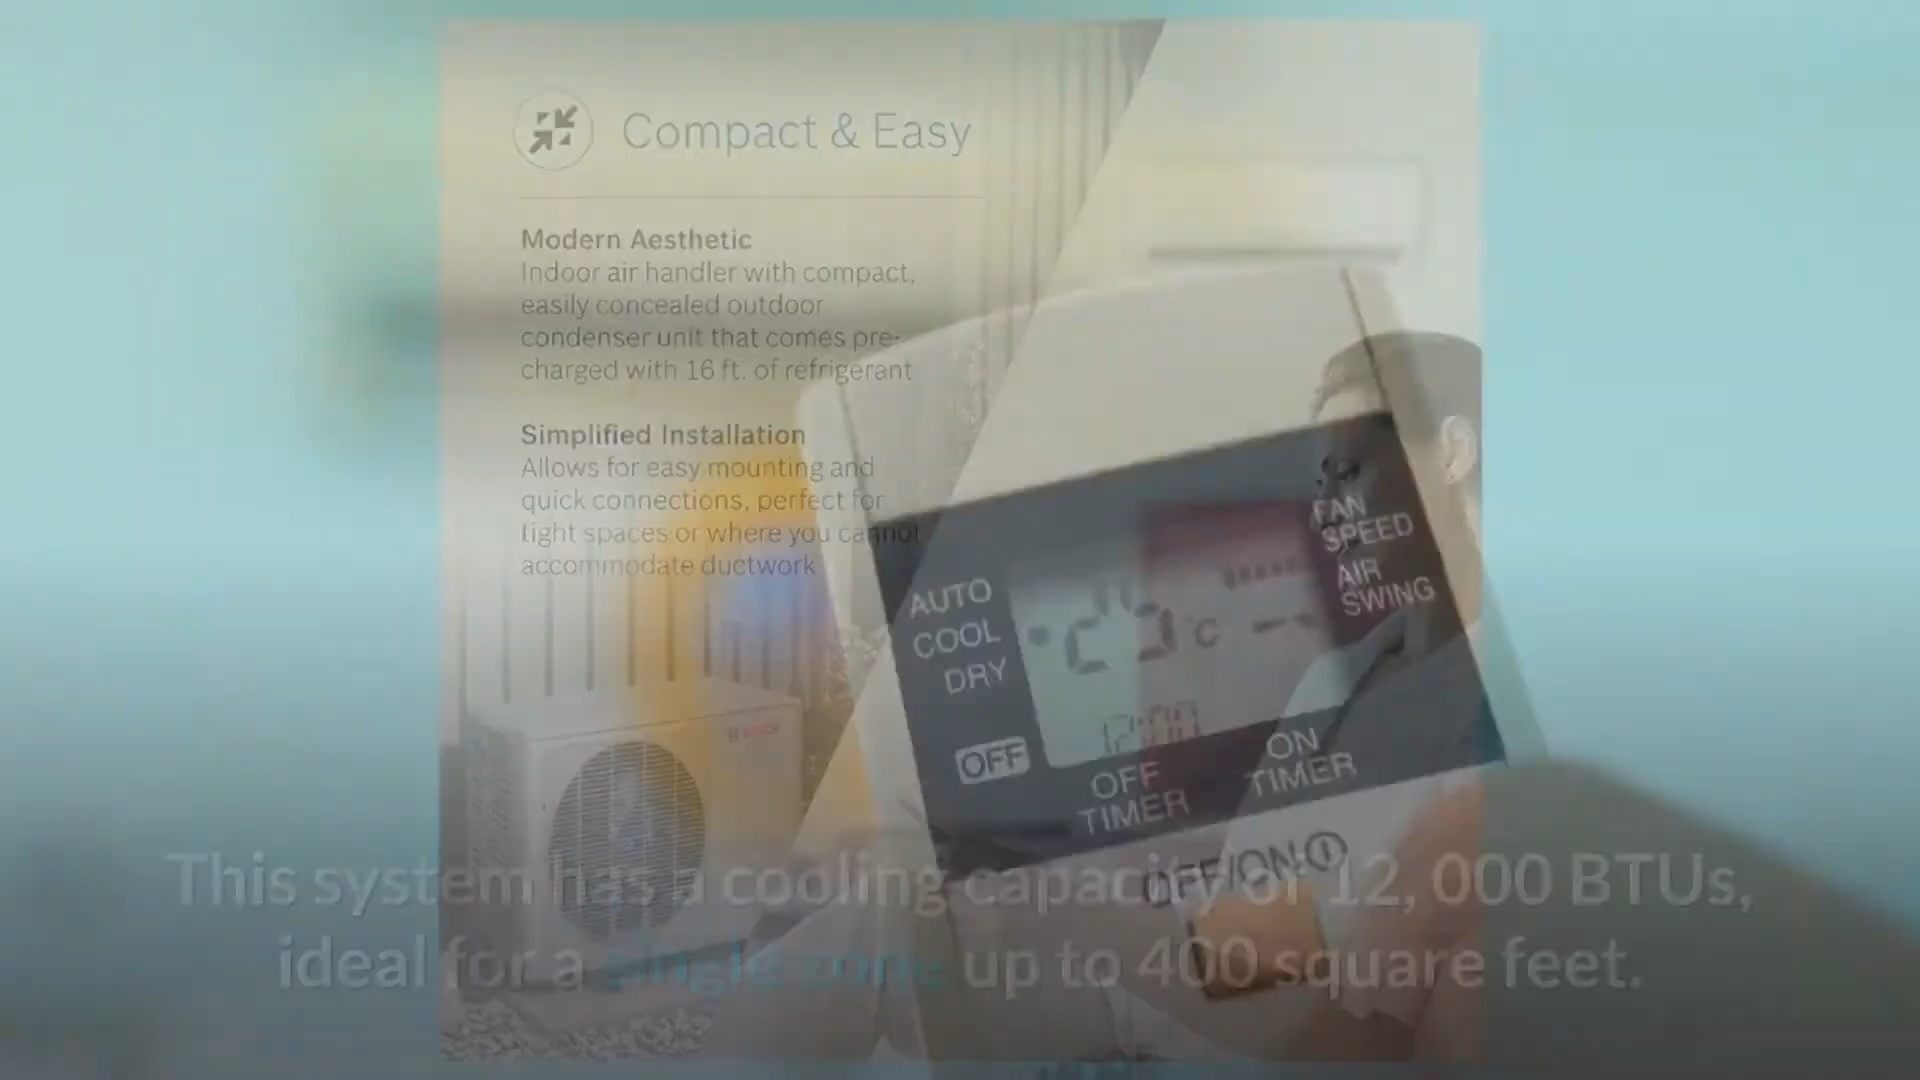 Compact & Easy
Modern Aesthetic
Indoor air handler with compact,
easily concealed outdoor
condenser unit that comes pre-
charged with 16 ft. of refrigerant
Simplified Installation
Allows for easy mounting and
quick connections, perfect for
tight spaces or where you cannot
accommodate ductwork
BOSCH
FAN
SPEED
AIR
SWING
AUTO
COOL
DRY
°C
12:00
OFF
OFF
TIMER
ON
TIMER
OFF/ON
This system has a cooling capacity of 12, 000 BTUs,
ideal for a single zone up to 400 square feet.